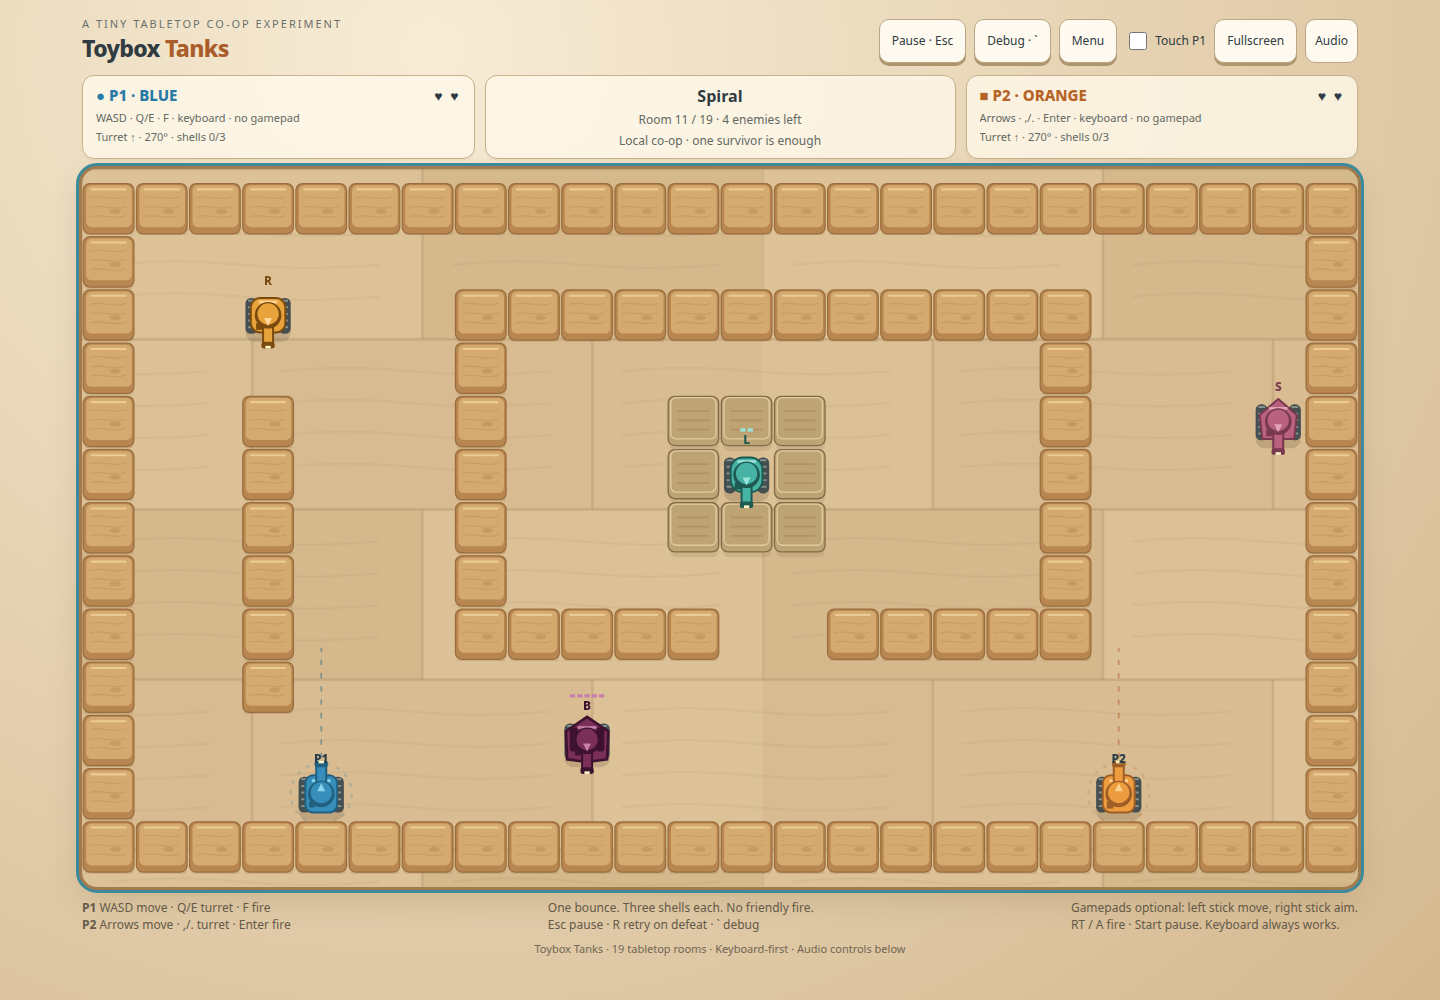 A TINY TABLETOP CO-OP EXPERIMENT
Toybox Tanks
Pause · Esc
Debug · `
Menu
Touch P1
Fullscreen
Audio
● P1 · BLUE ♥ ♥
WASD · Q/E · F · keyboard · no gamepad
Turret ↑ · 270° · shells 0/3
Spiral
Room 11 / 19 · 4 enemies left
Local co-op · one survivor is enough
■ P2 · ORANGE ♥ ♥
Arrows · ,/. · Enter · keyboard · no gamepad
Turret ↑ · 270° · shells 0/3
R
S
L
B
P1
P2
P1 WASD move · Q/E turret · F fire
P2 Arrows move · ,/. turret · Enter fire
One bounce. Three shells each. No friendly fire.
Esc pause · R retry on defeat · ` debug
Gamepads optional: left stick move, right stick aim.
RT / A fire · Start pause. Keyboard always works.
Toybox Tanks · 19 tabletop rooms · Keyboard-first · Audio controls below